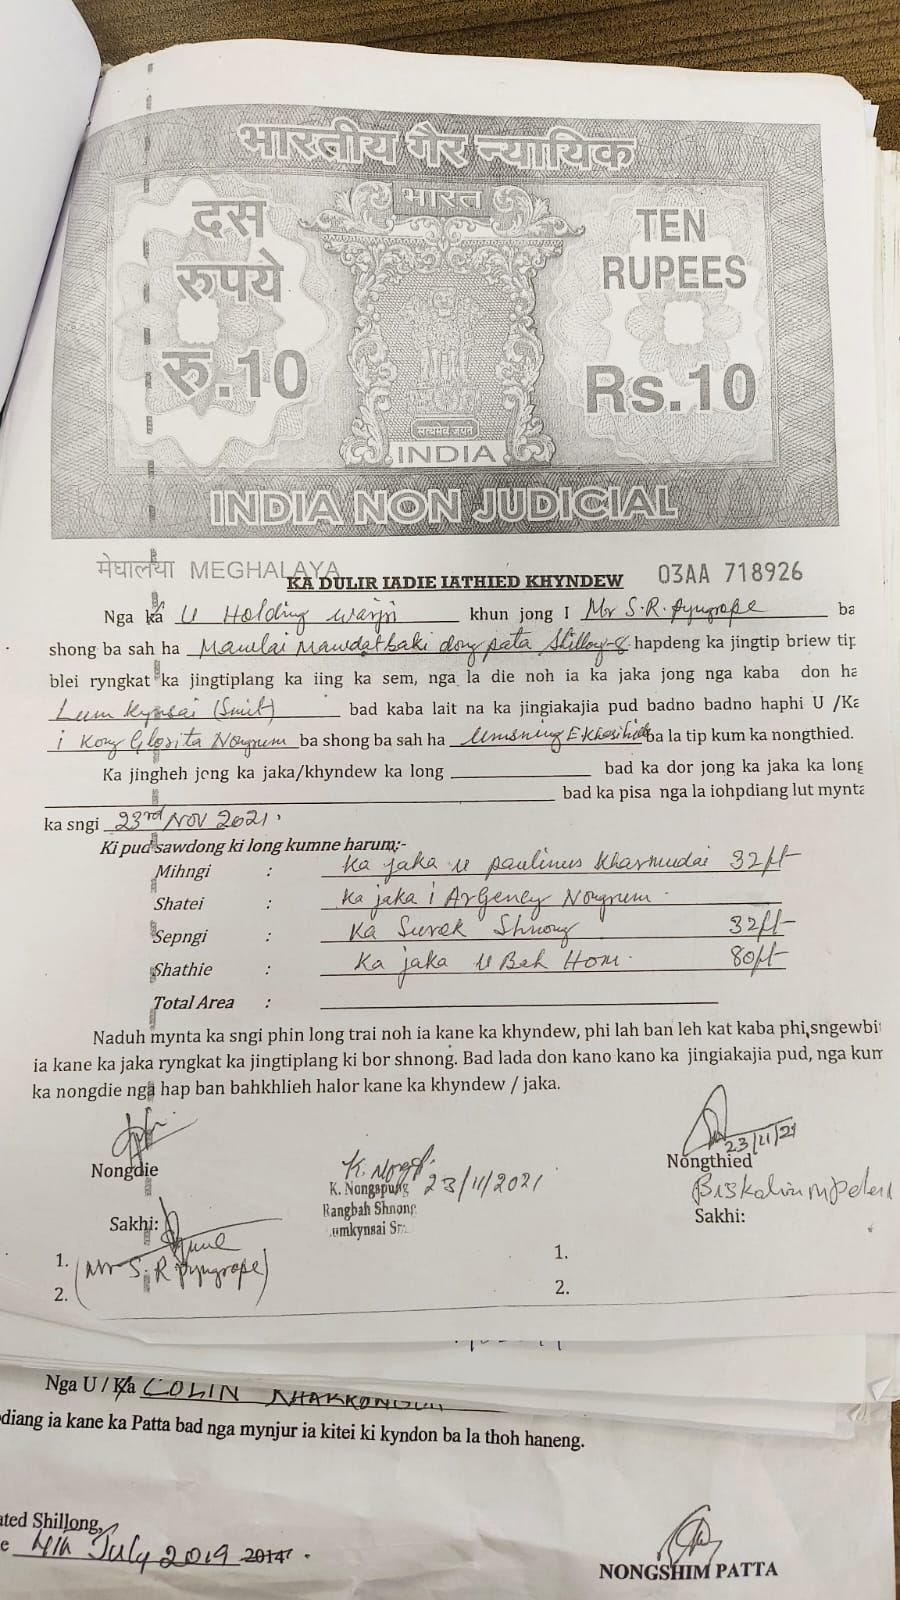 भारतीय गैर न्यायिक
भारत
दस
रुपये
रु.10
TEN
RUPEES
Rs.10
सत्यमेव जयते
INDIA
INDIA NON JUDICIAL
मेघालया MEGHALAYA
03AA 718926
KA DULIR IADIE IATHIED KHYNDEW
Nga ka U Holding Warjri khun jong I Mr S.R. Pyngrope ba
shong ba sah ha Mawlai Mawdatbaki dong pata Shillong-8 hapdeng ka jingtip briew tip
blei ryngkat ka jingtiplang ka iing ka sem, nga la die noh ia ka jaka jong nga kaba don ha
Lum Kynsai (Smit) bad kaba lait na ka jingiakajia pud badno badno haphi U /Ka
i Kong Glosita Nongrum ba shong ba sah ha Umsning ba la tip kum ka nongthied.
Ka jingheh jong ka jaka/khyndew ka long bad ka dor jong ka jaka ka long
bad ka pisa nga la iohpdiang lut mynta
ka sngi 23rd NOV 2021.
Ki pud sawdong ki long kumne harum:-
Mihngi : Ka jaka u paulinus Kharmudai 32ft
Shatei : Ka jaka i ArGeney Nongrum.
Sepngi : Ka Surok Shnong 32ft
Shathie : Ka jaka u Bah Hom. 80ft
Total Area :
Naduh mynta ka sngi phin long trai noh ia kane ka khyndew, phi lah ban leh kat kaba phi sngewbi
ia kane ka jaka ryngkat ka jingtiplang ki bor shnong. Bad lada don kano kano ka jingiakajia pud, nga kum
ka nongdie nga hap ban bahkhlieh halor kane ka khyndew / jaka.
23/11/21
Nongdie
Nongthied
K. Nongs
23/11/2021
K. Nongspung
Rangbah Shnong
umkynsai Sm
Sakhi:
Sakhi:
1.
(Mr S.R Pyngrope)
2.
1.
2.
Nga U / Ka COLIN
diang ia kane ka Patta bad nga mynjur ia kitei ki kyndon ba la thoh haneng.
ated Shillong,
e 4th July 2019 2014
NONGSHIM PATTA